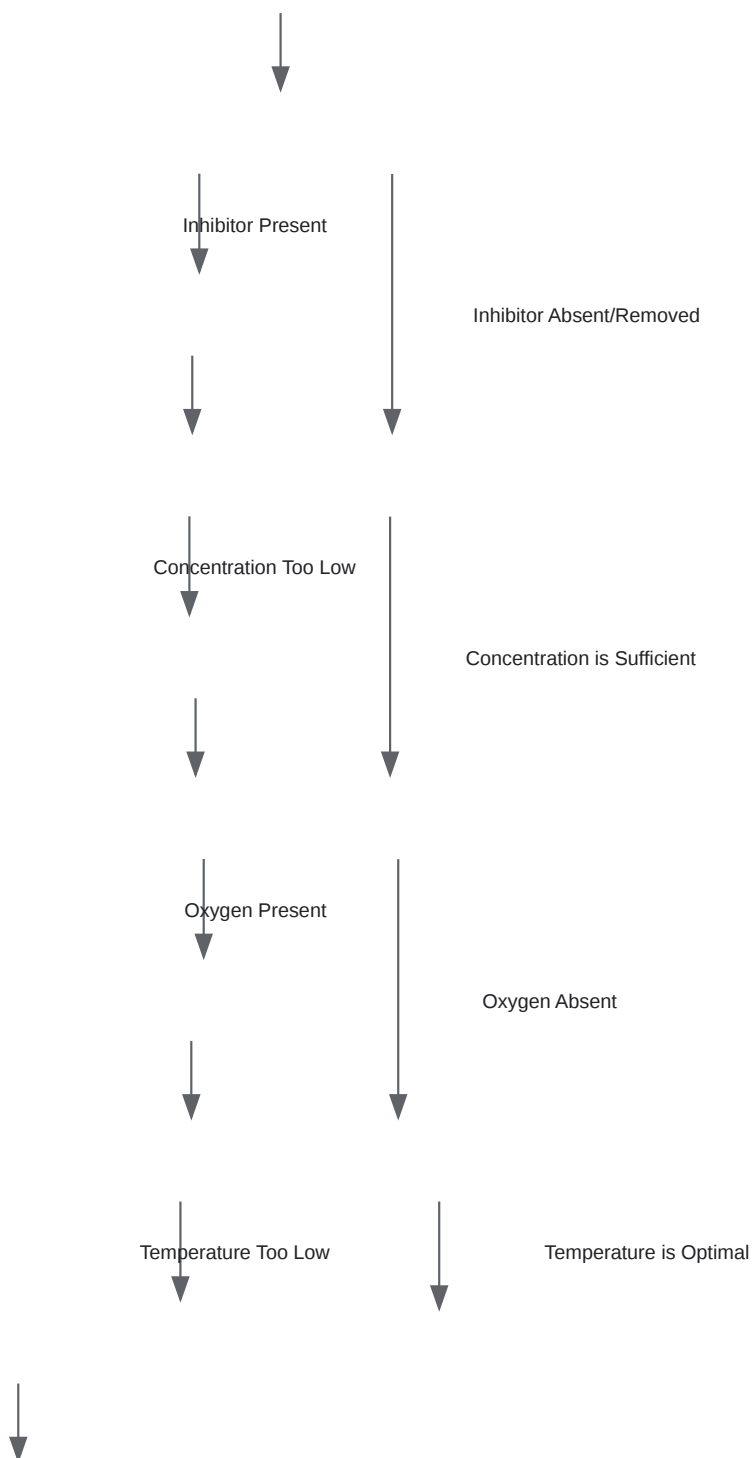 Inhibitor Present
Inhibitor Absent/Removed
Concentration Too Low
Concentration is Sufficient
Oxygen Present
Oxygen Absent
Temperature Too Low
Temperature is Optimal